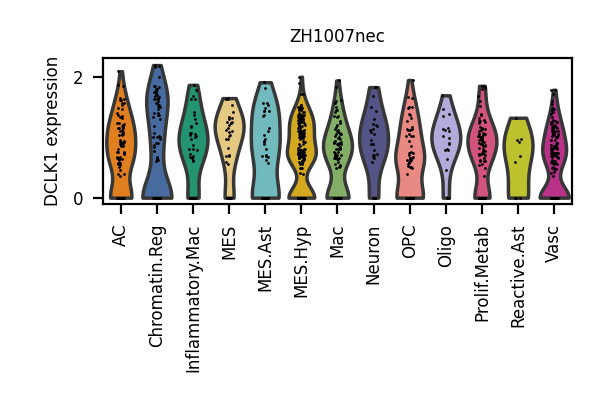 ZH1007nec
DCLK1 expression
2
0
AC
Chromatin.Reg
Inflammatory.Mac
MES
MES.Ast
MES.Hyp
Mac
Neuron
OPC
Oligo
Prolif.Metab
Reactive.Ast
Vasc